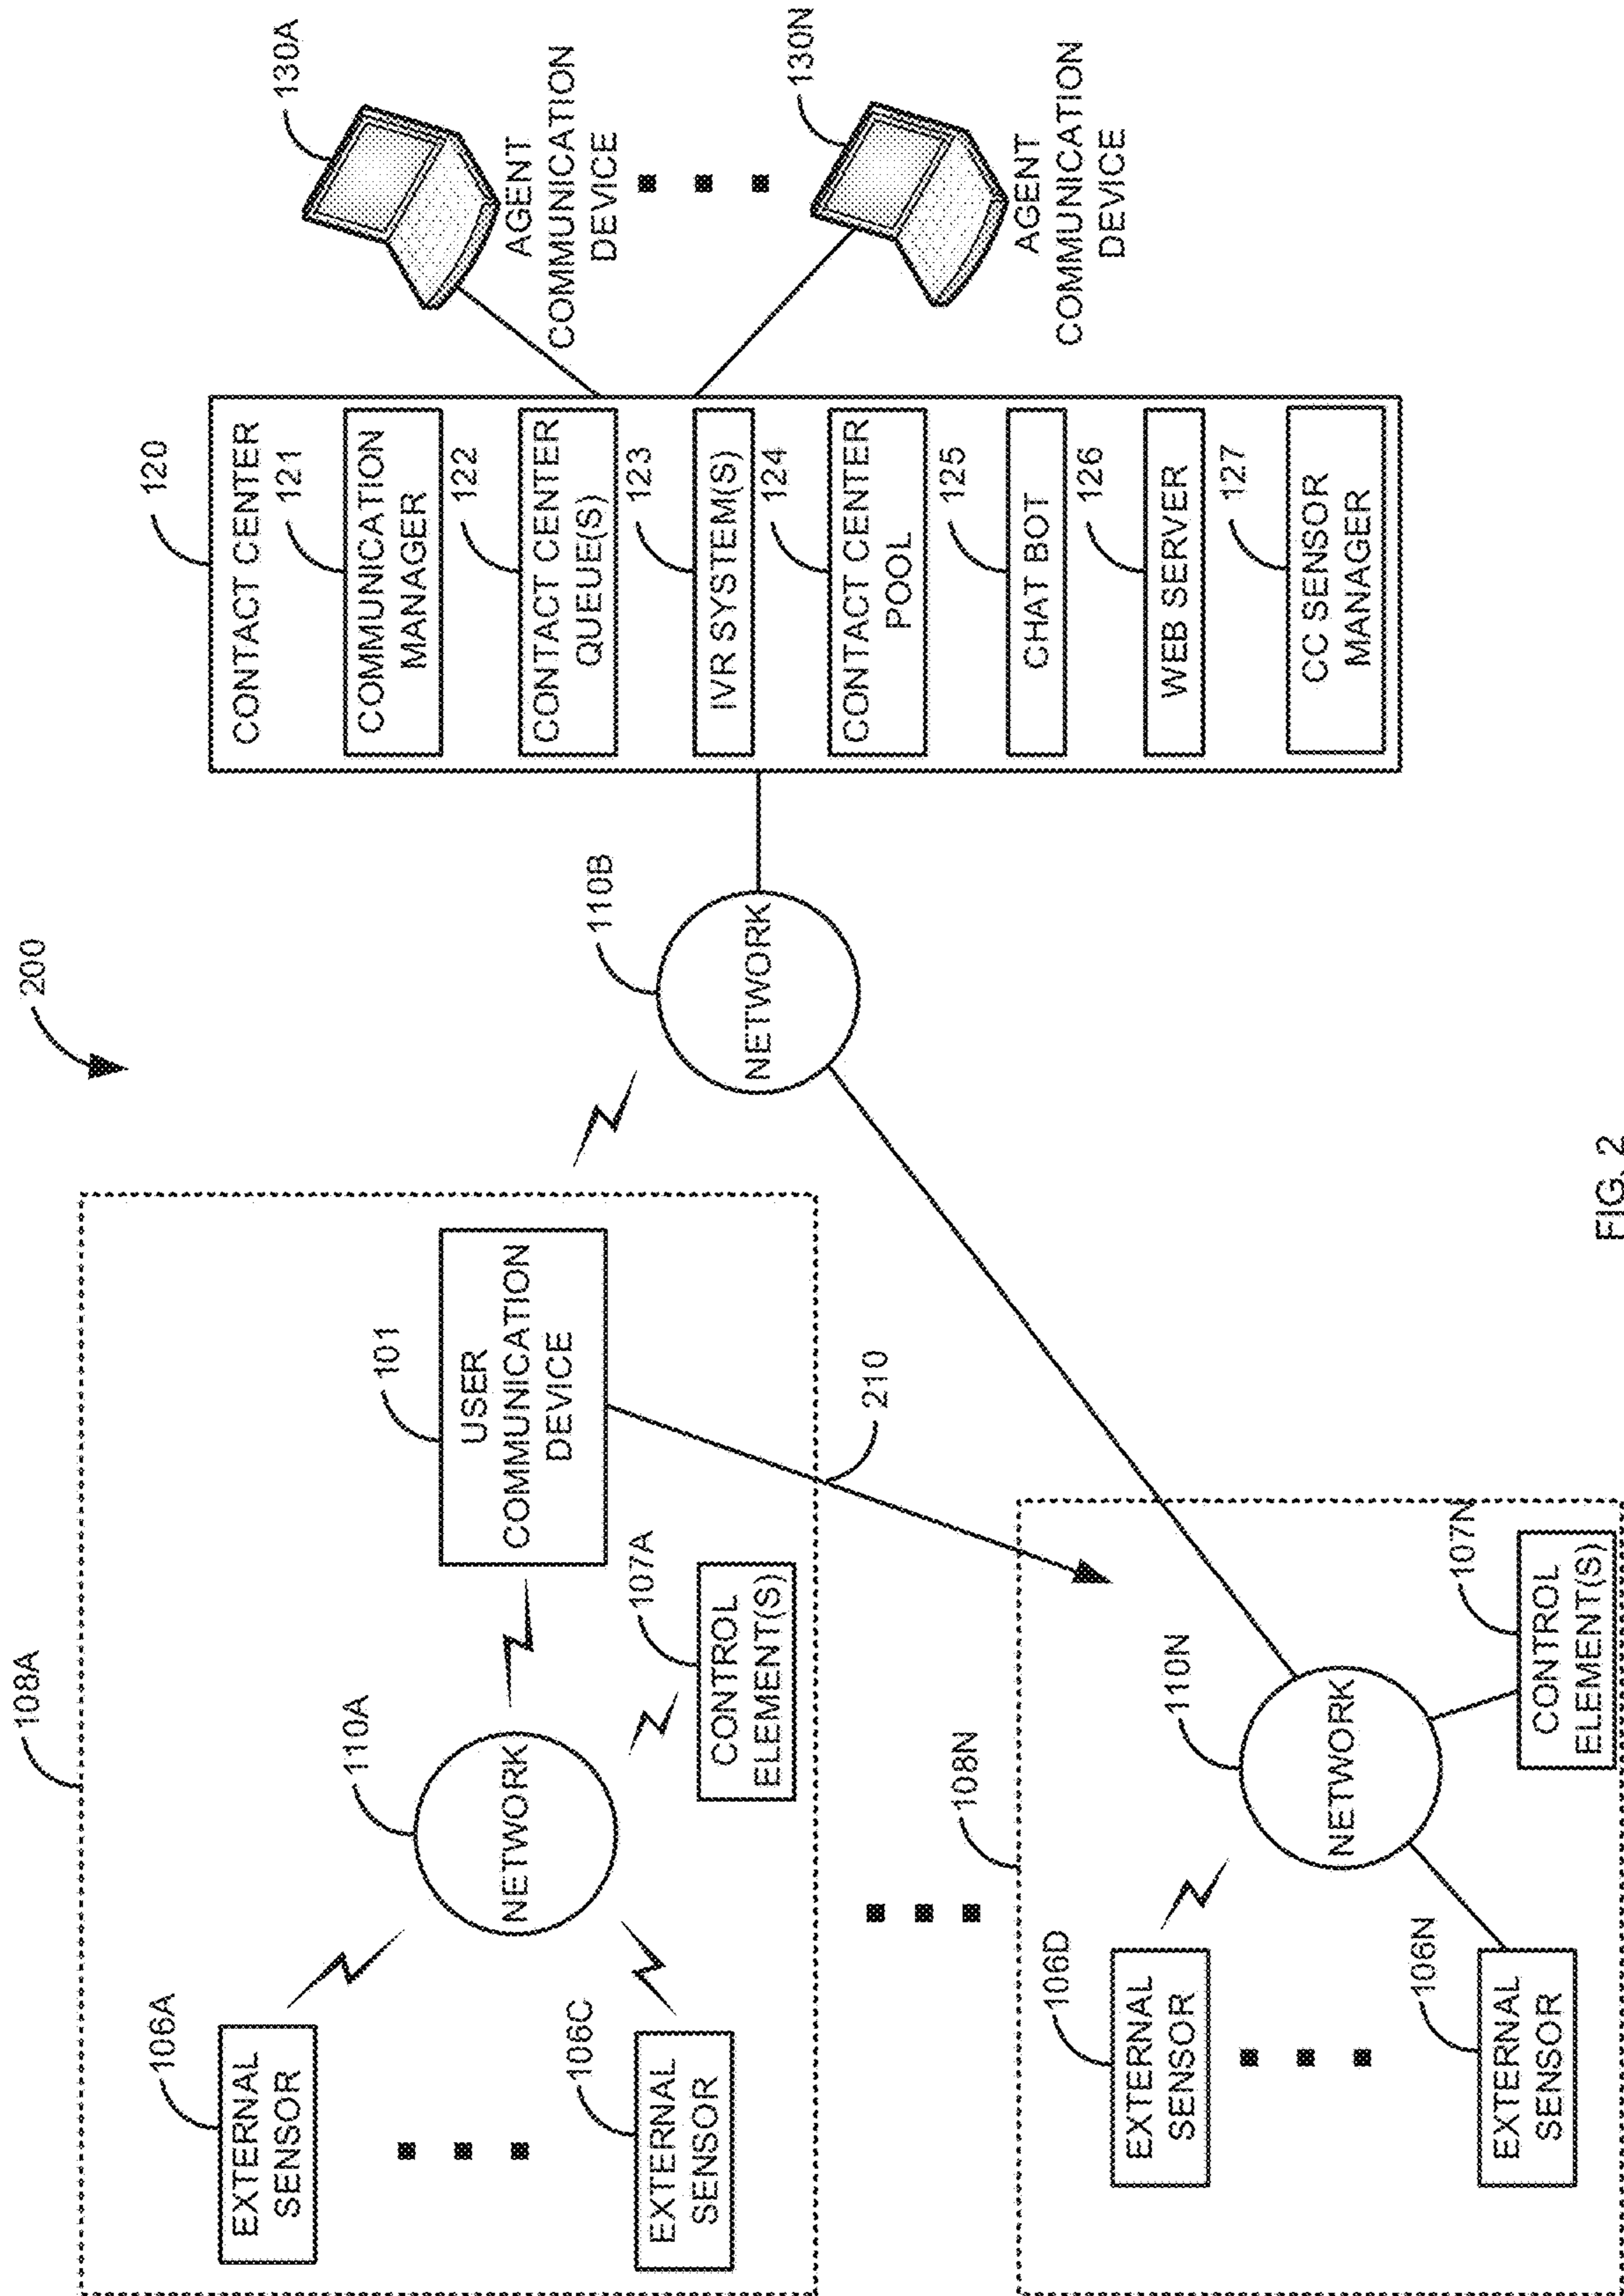 200
108A
106A
EXTERNAL
SENSOR
106C
EXTERNAL
SENSOR
110A
NETWORK
101
USER
COMMUNICATION
DEVICE
107A
CONTROL
ELEMENT(S)
210
108N
106D
EXTERNAL
SENSOR
106N
EXTERNAL
SENSOR
110N
NETWORK
107N
CONTROL
ELEMENT(S)
110B
NETWORK
120
CONTACT CENTER
121
COMMUNICATION
MANAGER
122
CONTACT CENTER
QUEUE(S)
123
IVR SYSTEM(S)
124
CONTACT CENTER
POOL
125
CHAT BOT
126
WEB SERVER
127
CC SENSOR
MANAGER
130A
AGENT
COMMUNICATION
DEVICE
130N
AGENT
COMMUNICATION
DEVICE
FIG. 2